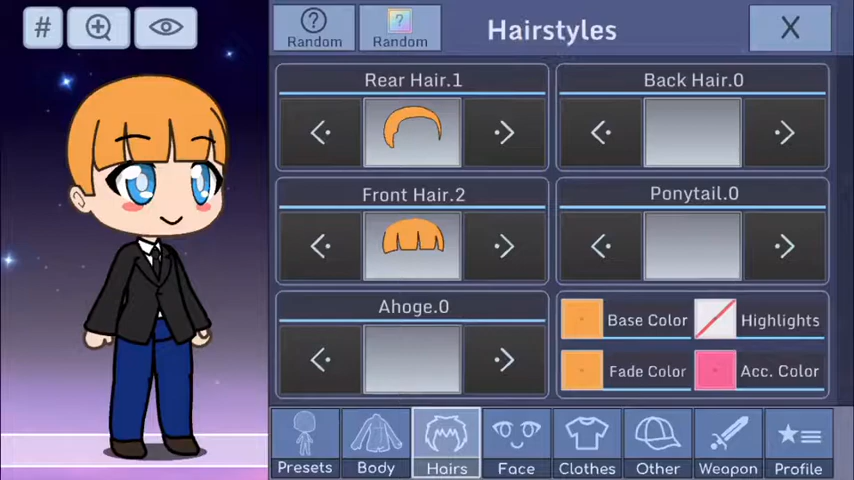 #
? Random
? Random
Hairstyles
X
Rear Hair.1
Back Hair.0
Front Hair.2
Ponytail.0
Ahoge.0
Base Color
Highlights
Fade Color
Acc. Color
Presets
Body
Hairs
Face
Clothes
Other
Weapon
Profile